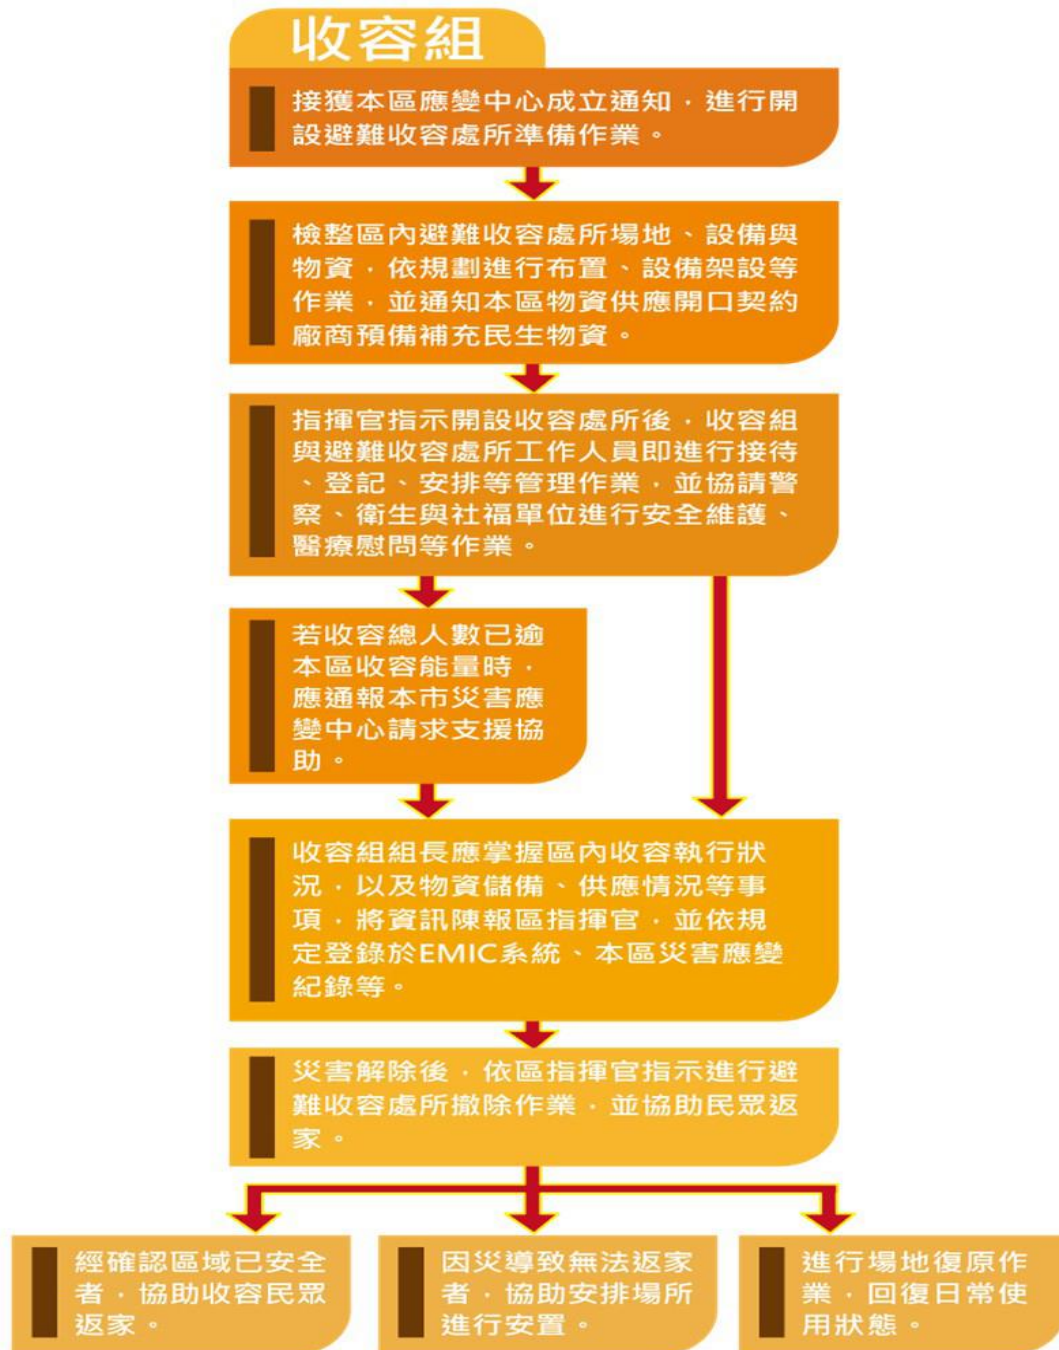 收容組
接獲本區應變中心成立通知，進行開
設避難收容處所準備作業。
檢整區內避難收容處所場地、設備與
物資，依規劃進行布置、設備架設等
作業，並通知本區物資供應開口契約
廠商預備補充民生物資。
指揮官指示開設收容處所後，收容組
與避難收容處所工作人員即進行接待
、登記、安排等管理作業，並協請警
察、衛生與社福單位進行安全維護、
醫療慰問等作業。
若收容總人數已逾
本區收容能量時，
應通報本市災害應
變中心請求支援協
助。
收容組組長應掌握區內收容執行狀
況，以及物資儲備、供應情況等事
項，將資訊陳報區指揮官，並依規
定登錄於EMIC系統、本區災害應變
紀錄等。
災害解除後，依區指揮官指示進行避
難收容處所撤除作業，並協助民眾返
家。
經確認區域已安全
者，協助收容民眾
返家。
因災導致無法返家
者，協助安排場所
進行安置。
進行場地復原作
業，回復日常使
用狀態。